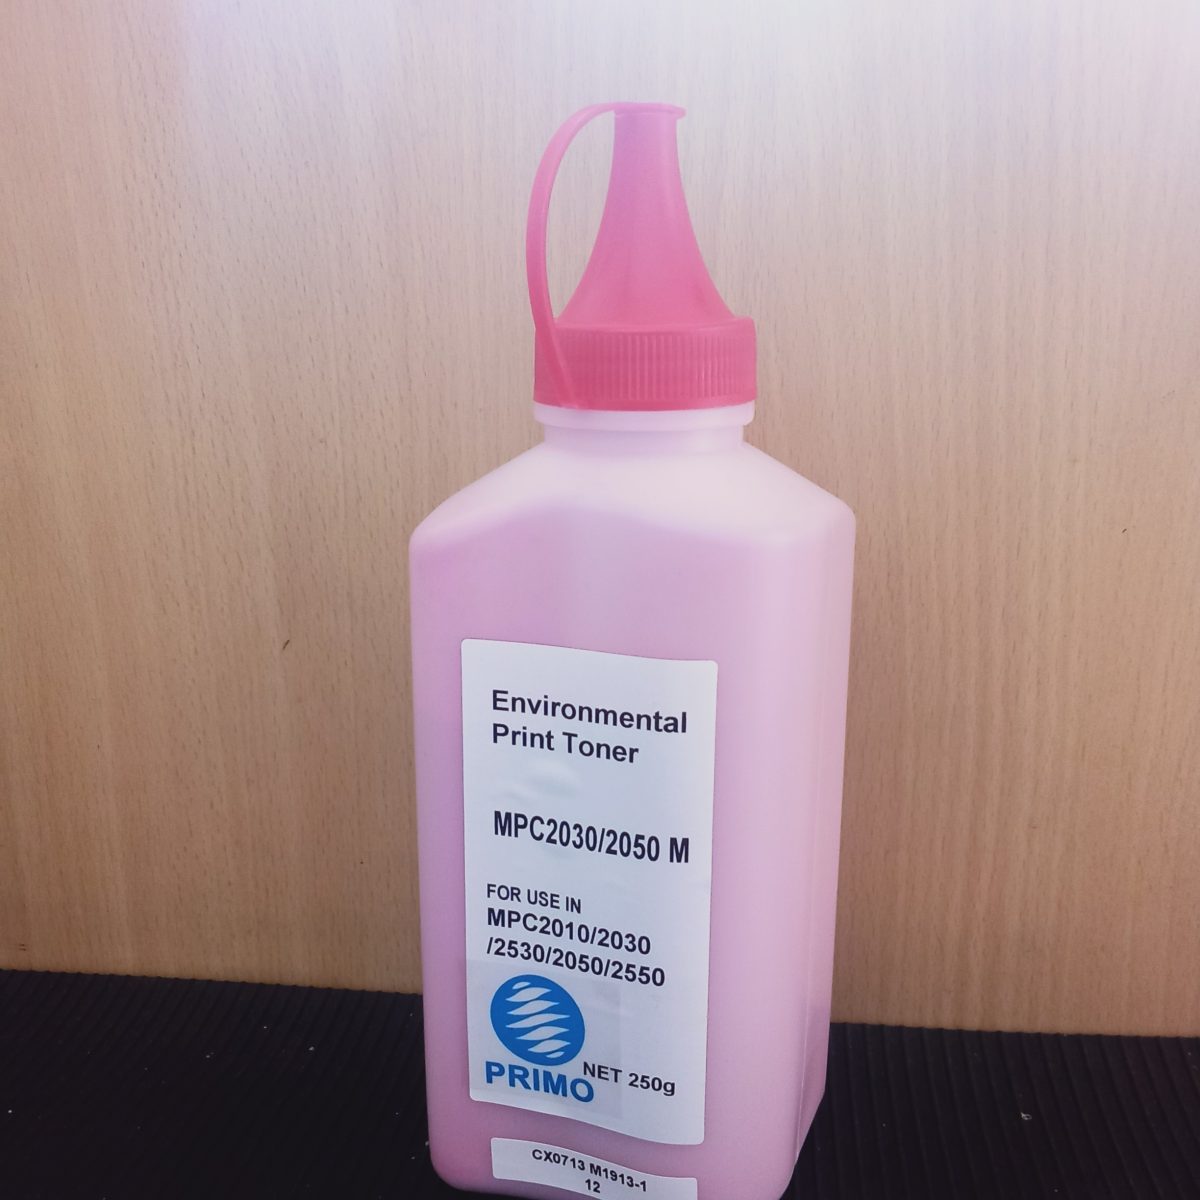 Environmental
Print Toner
MPC2030/2050 M
FOR USE IN
MPC2010/2030
/2530/2050/2550
PRIMO
NET 250g
CX0713 M1913-1
12